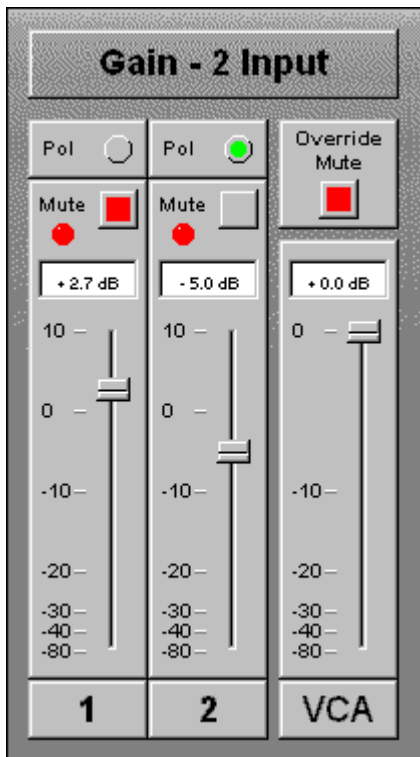 Gain - 2 Input
Pol
Pol
Override
Mute
Mute
Mute
+ 2.7 dB
- 5.0 dB
+ 0.0 dB
10
0
-10
-20
-30
-40
-80
10
0
-10
-20
-30
-40
-80
0
-10
-20
-30
-40
-80
1
2
VCA